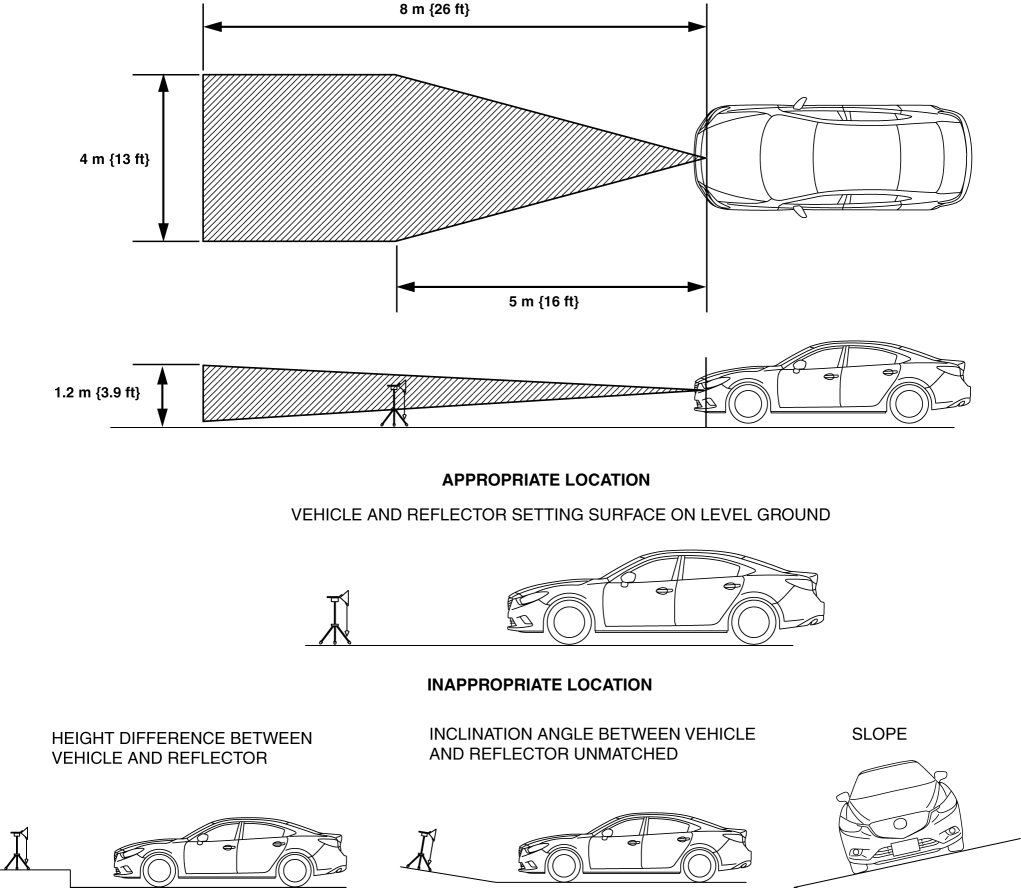 8 m {26 ft}
4 m {13 ft}
5 m {16 ft}
1.2 m {3.9 ft}
APPROPRIATE LOCATION
VEHICLE AND REFLECTOR SETTING SURFACE ON LEVEL GROUND
INAPPROPRIATE LOCATION
HEIGHT DIFFERENCE BETWEEN
VEHICLE AND REFLECTOR
INCLINATION ANGLE BETWEEN VEHICLE
AND REFLECTOR UNMATCHED
SLOPE